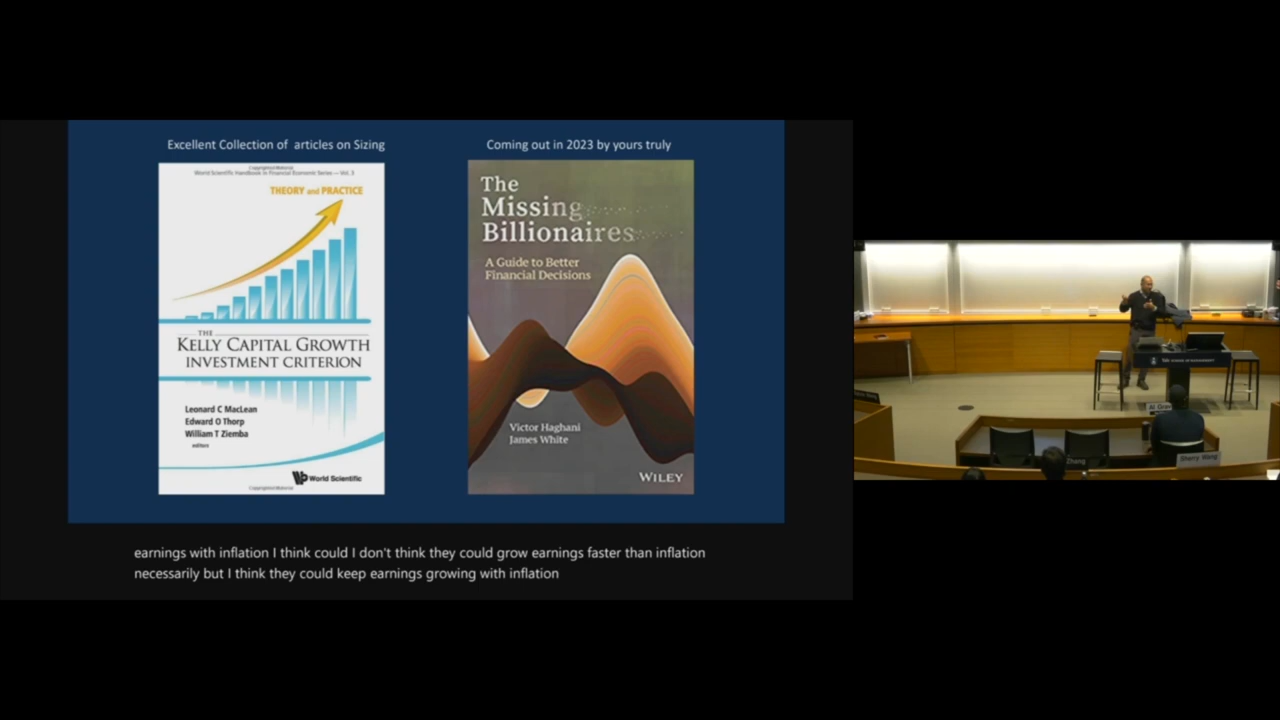 Excellent Collection of articles on Sizing
Coming out in 2023 by yours truly
World Scientific Handbook in Financial Economic Series — Vol. 3
THEORY and PRACTICE
THE
KELLY CAPITAL GROWTH
INVESTMENT CRITERION
Leonard C MacLean
Edward O Thorp
William T Ziemba
editors
World Scientific
The
Missing
Billionaires
A Guide to Better
Financial Decisions
Victor Haghani
James White
WILEY
earnings with inflation I think could I don't think they could grow earnings faster than inflation
necessarily but I think they could keep earnings growing with inflation
Zhang